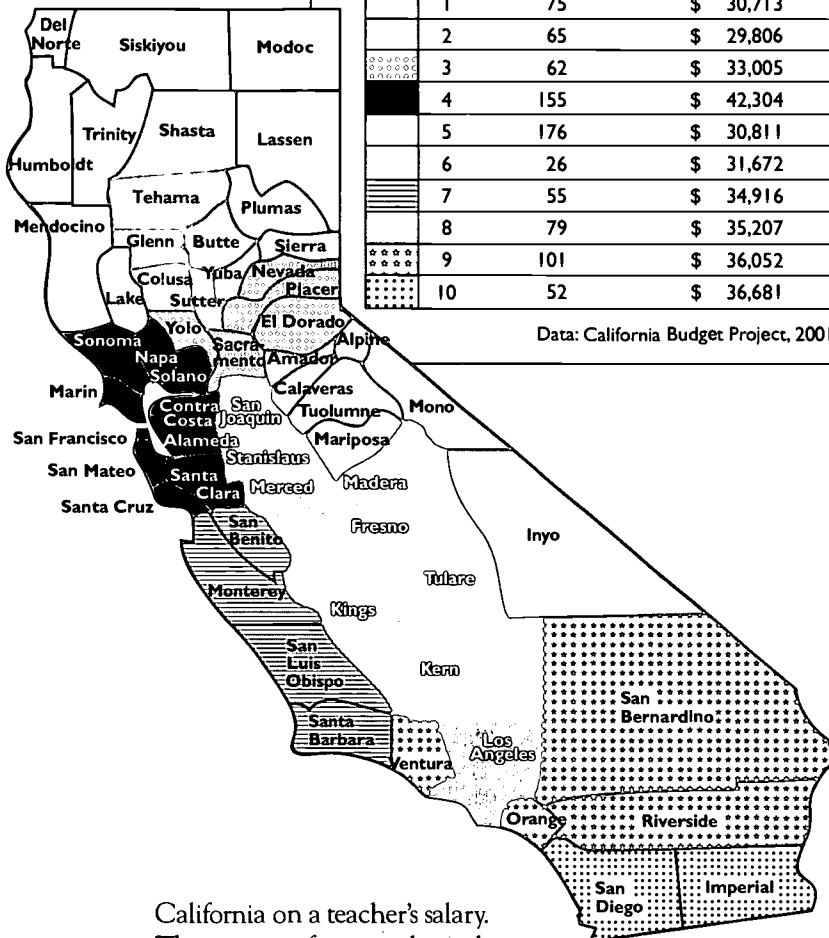 1 75 $ 30,713
2 65 $ 29,806
3 62 $ 33,005
4 155 $ 42,304
5 176 $ 30,811
6 26 $ 31,672
7 55 $ 34,916
8 79 $ 35,207
9 101 $ 36,052
10 52 $ 36,681
Data: California Budget Project, 2001
Del
Norte
Siskiyou
Modoc
Humboldt
Trinity
Shasta
Lassen
Tehama
Plumas
Mendocino
Glenn
Butte
Sierra
Colusa
Yuba
Nevada
Placer
Lake
Sutter
Yolo
El Dorado
Sonoma
Napa
Solano
Sacra-
mento
Amador
Alpine
Marin
Calaveras
Contra
Costa
San
Joaquin
Tuolumne
Mono
San Francisco
Alameda
Mariposa
Stanislaus
San Mateo
Santa
Clara
Merced
Madera
Santa Cruz
San
Benito
Fresno
Inyo
Monterey
Tulare
Kings
San
Luis
Obispo
Kern
San
Bernardino
Santa
Barbara
Ventura
Los
Angeles
Orange
Riverside
San
Diego
Imperial
California on a teacher's salary.